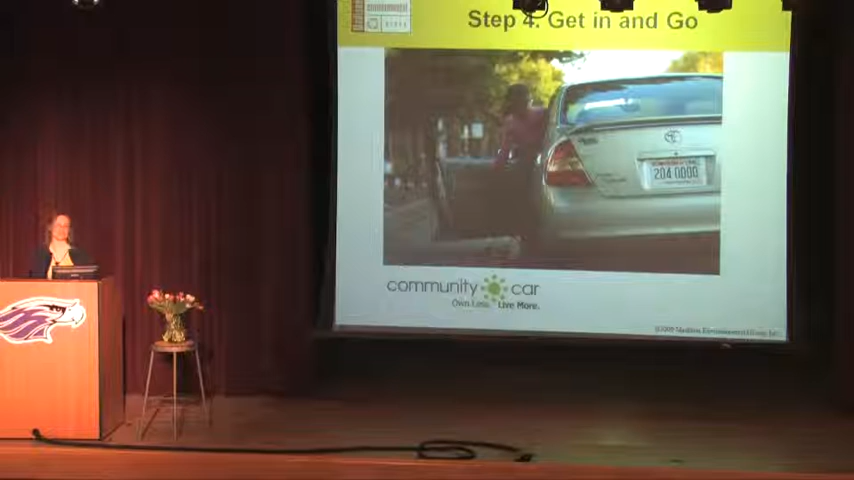 Step 4: Get in and Go
204 0000
community car
Own Less. Live More.